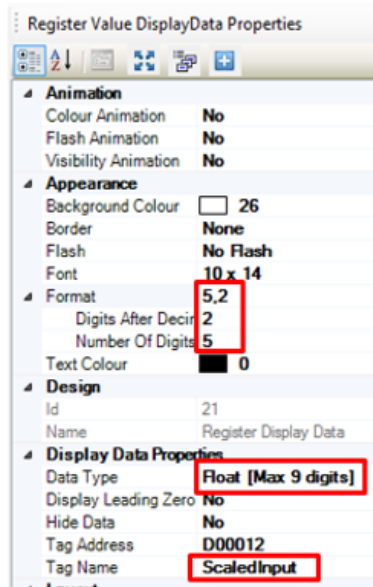 Register Value DisplayData Properties
Animation
Colour Animation No
Flash Animation No
Visibility Animation No
Appearance
Background Colour 26
Border None
Flash No Flash
Font 10 x 14
Format 5,2
Digits After Decir 2
Number Of Digits 5
Text Colour 0
Design
Id 21
Name Register Display Data
Display Data Properties
Data Type Float [Max 9 digits]
Display Leading Zero No
Hide Data No
Tag Address D00012
Tag Name ScaledInput